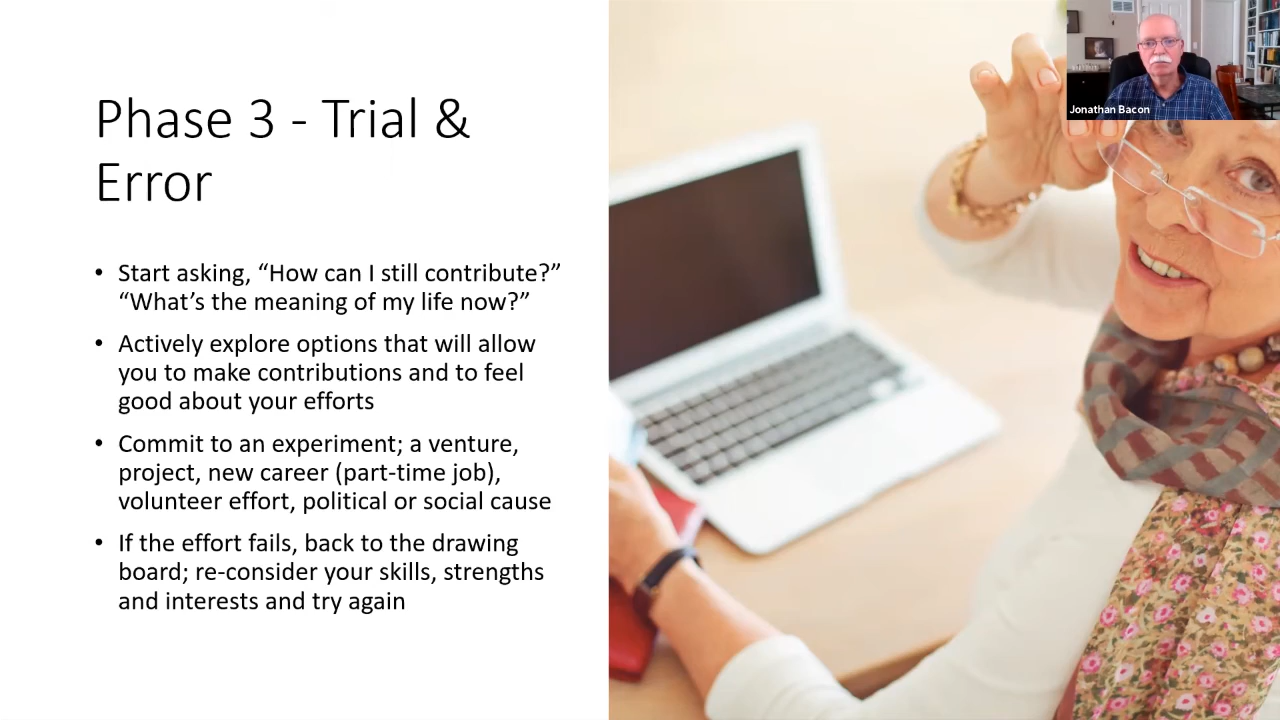 Phase 3 - Trial &
Error
• Start asking, “How can I still contribute?”
“What’s the meaning of my life now?”
• Actively explore options that will allow
you to make contributions and to feel
good about your efforts
• Commit to an experiment; a venture,
project, new career (part-time job),
volunteer effort, political or social cause
• If the effort fails, back to the drawing
board; re-consider your skills, strengths
and interests and try again
Jonathan Bacon